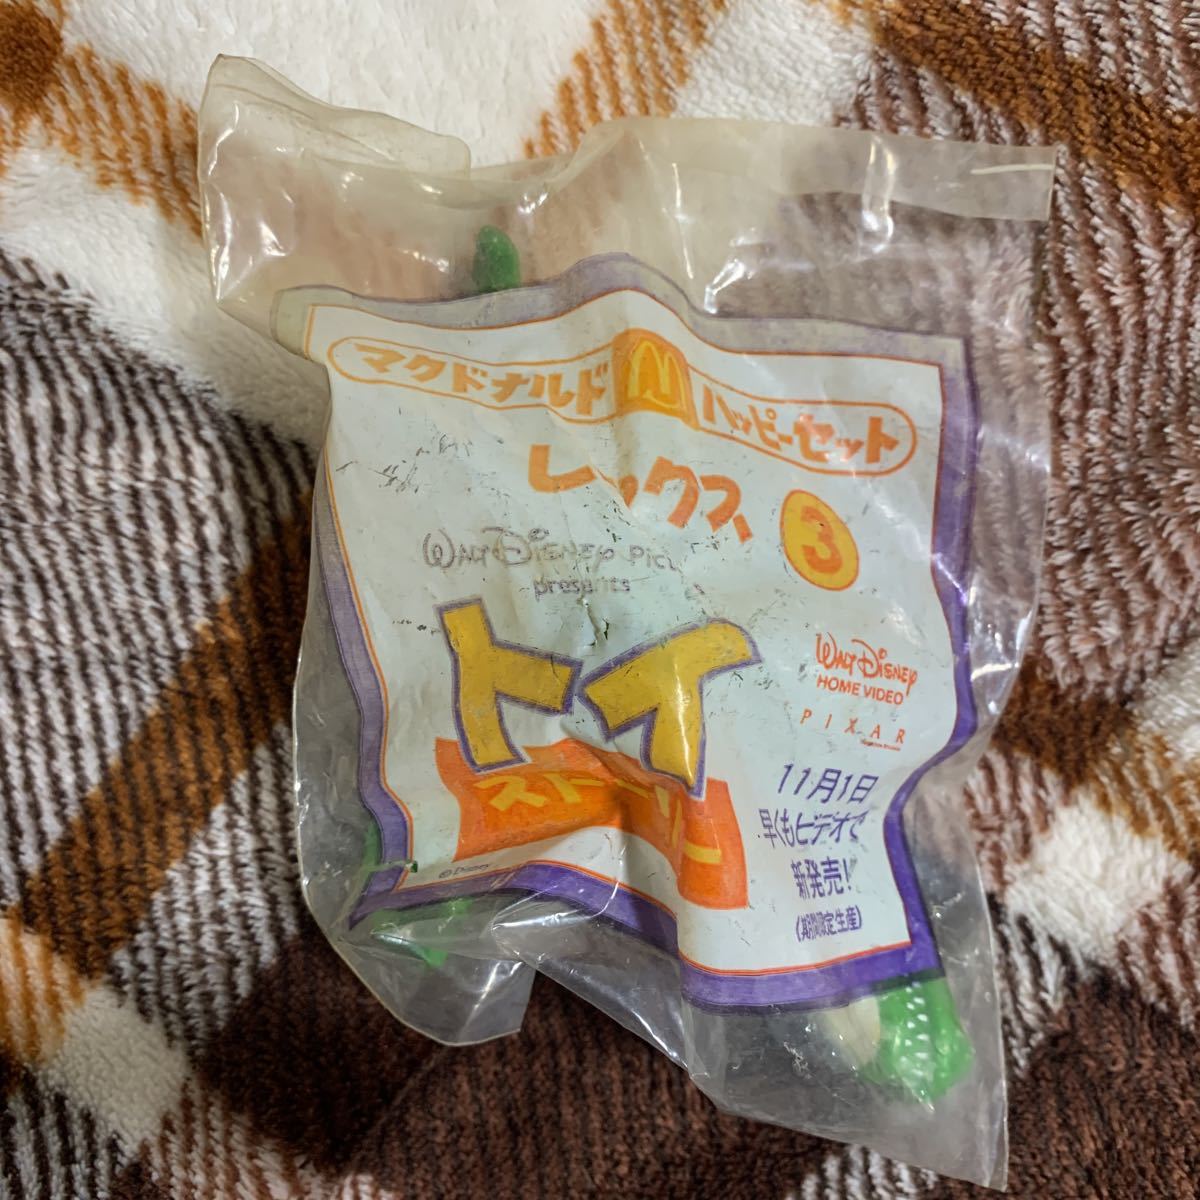 マクドナルド ハッピーセット
レックス
3
WALT DISNEY PIC
presents
トイ
ストーリー
WALT DISNEY
HOME VIDEO
PIXAR
11月1日
早くもビデオで
新発売!
(期間限定生産)
© Disney